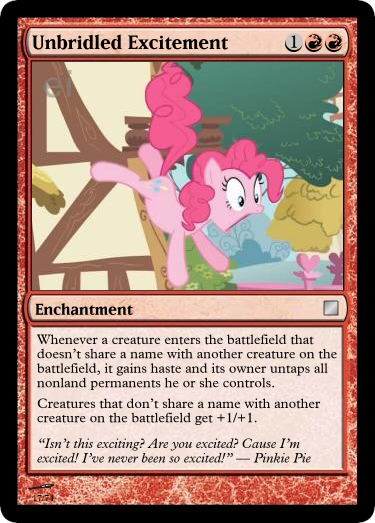 Unbridled Excitement 1
Enchantment
Whenever a creature enters the battlefield that
doesn't share a name with another creature on the
battlefield, it gains haste and its owner untaps all
nonland permanents he or she controls.
Creatures that don't share a name with another
creature on the battlefield get +1/+1.
"Isn't this exciting? Are you excited? Cause I'm
excited! I've never been so excited!" — Pinkie Pie